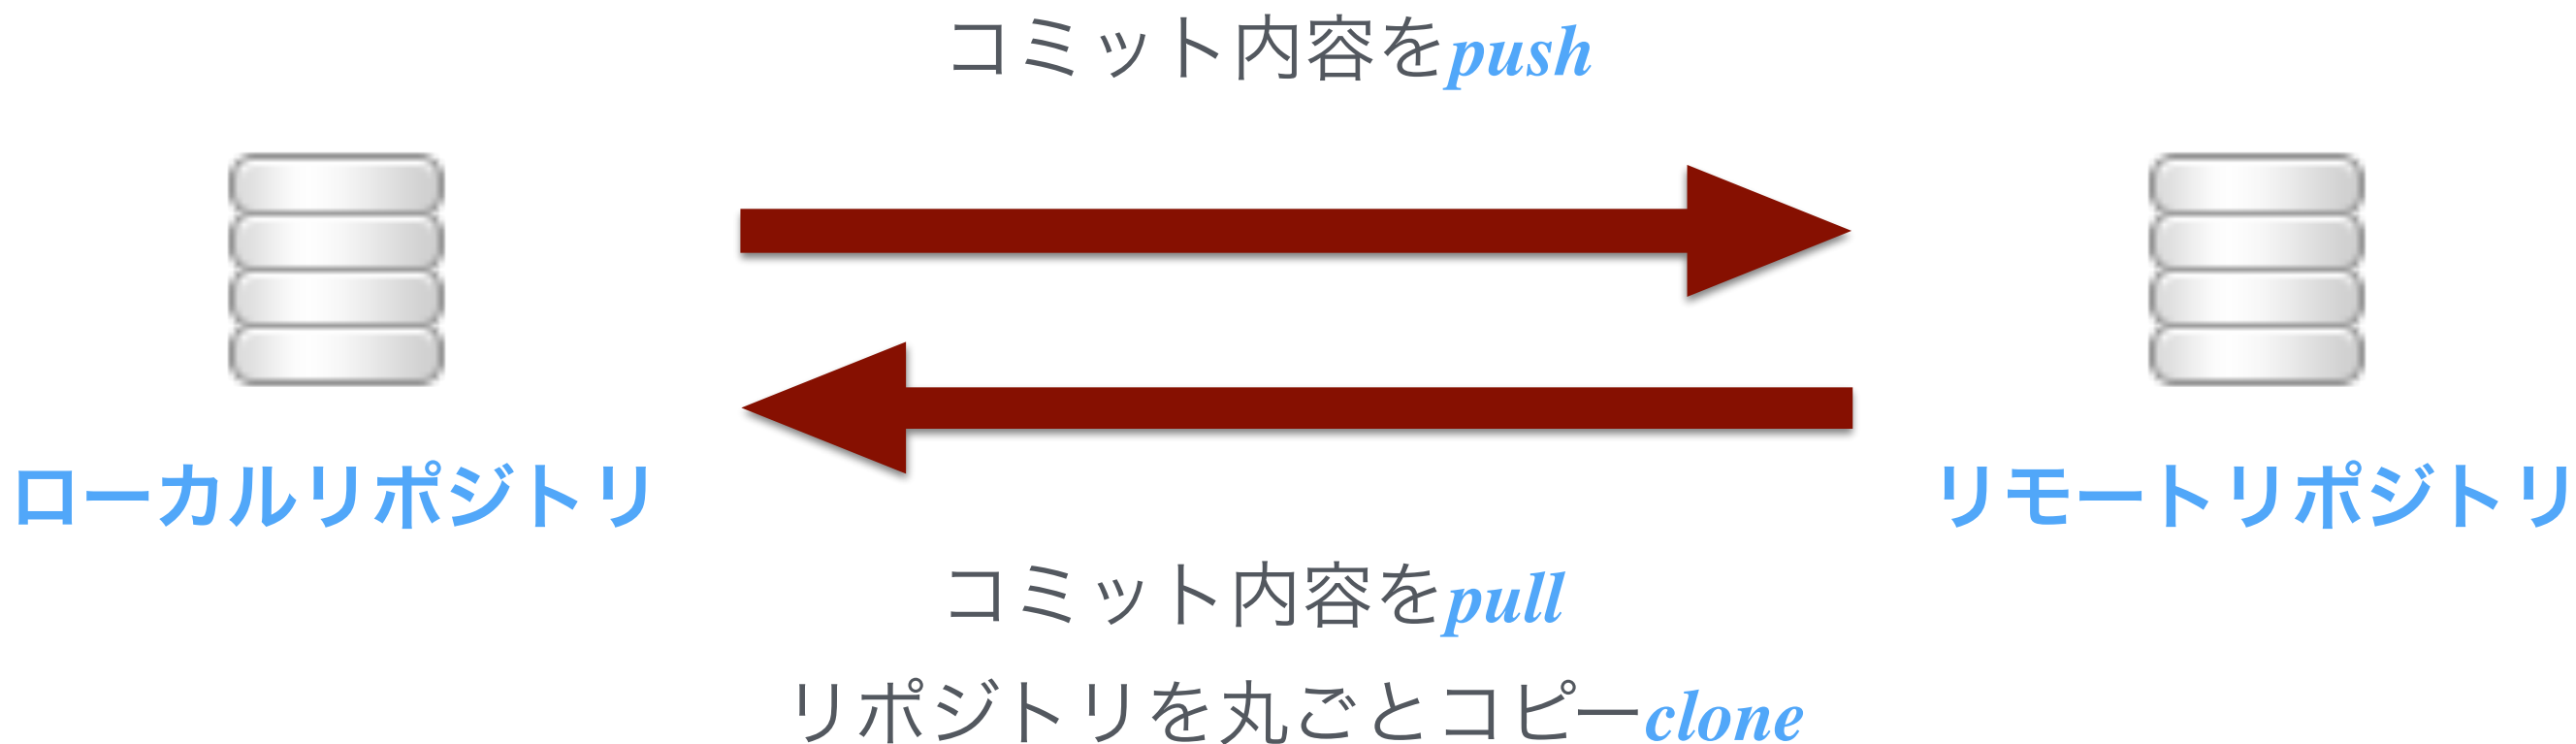 コミット内容をpush
ローカルリポジトリ
リモートリポジトリ
コミット内容をpull
リポジトリを丸ごとコピーclone